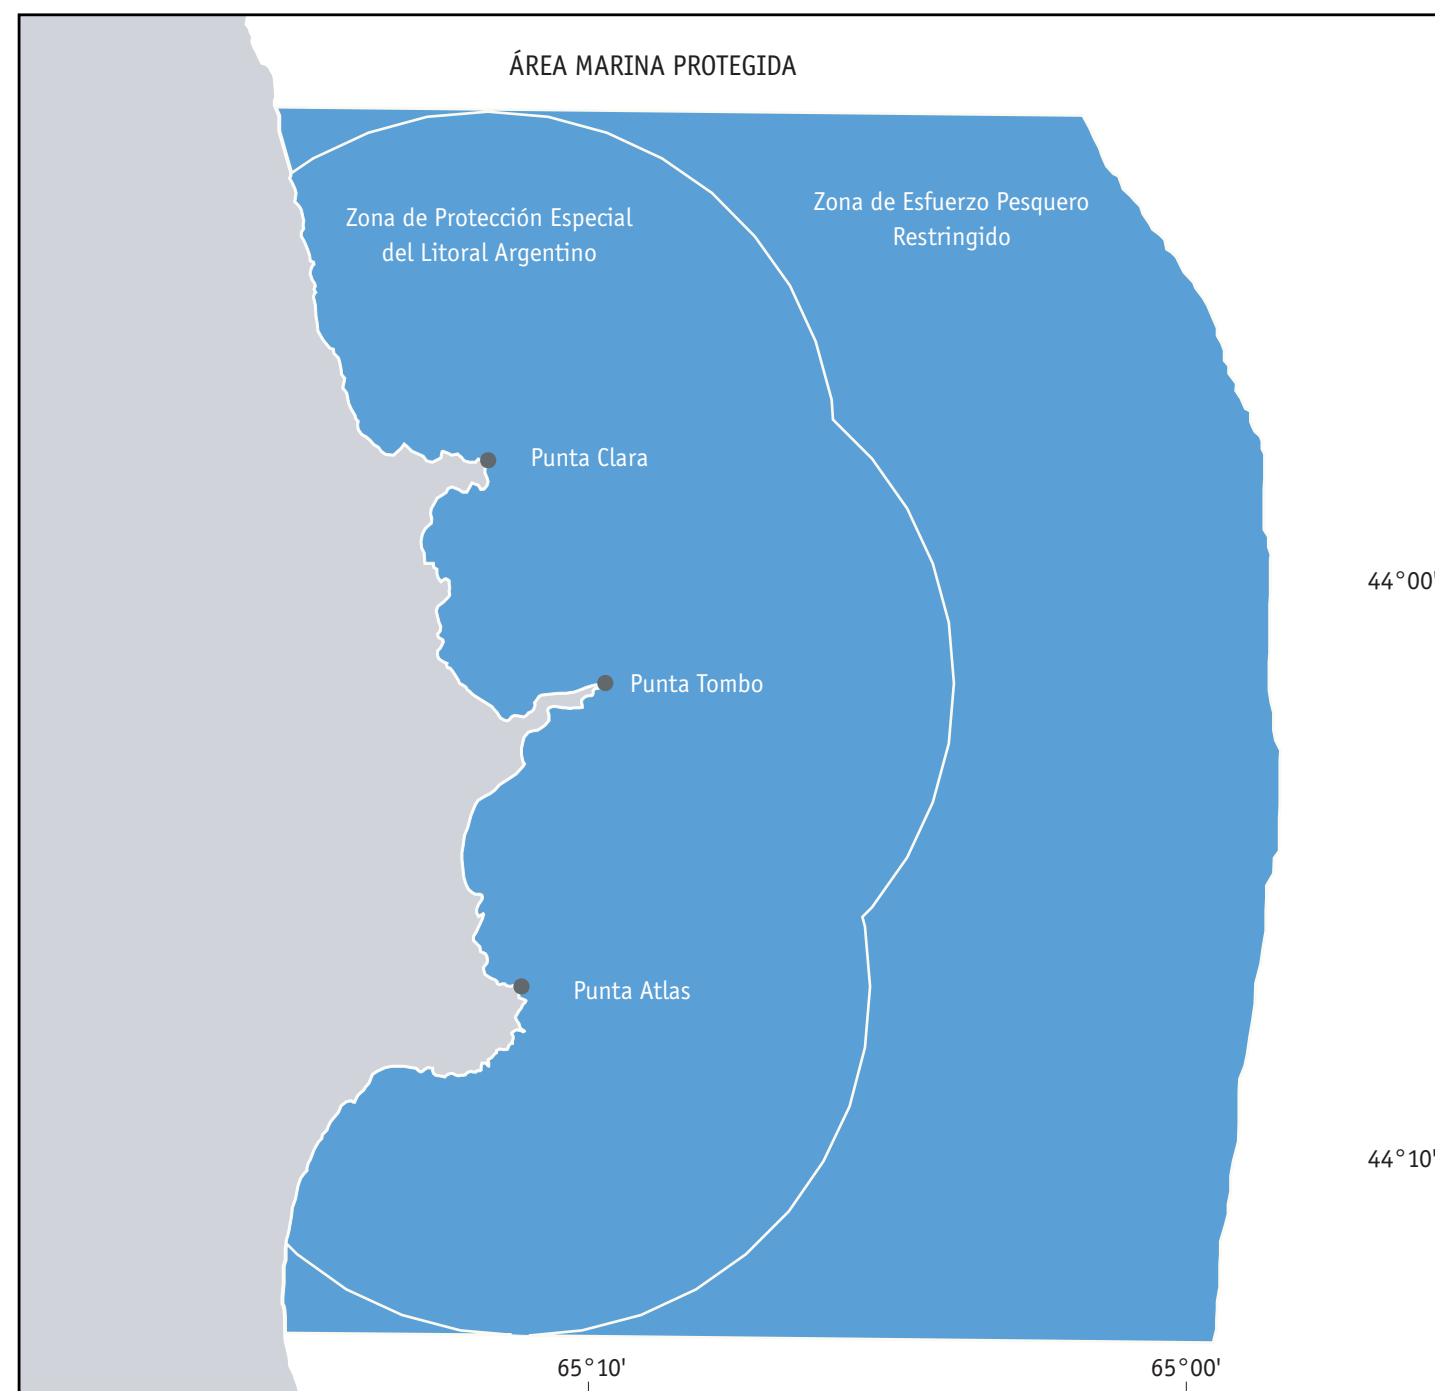 ÁREA MARINA PROTEGIDA
Zona de Protección Especial
del Litoral Argentino
Zona de Esfuerzo Pesquero
Restringido
Punta Clara
44°00'
Punta Tombo
Punta Atlas
44°10'
65°10'
65°00'